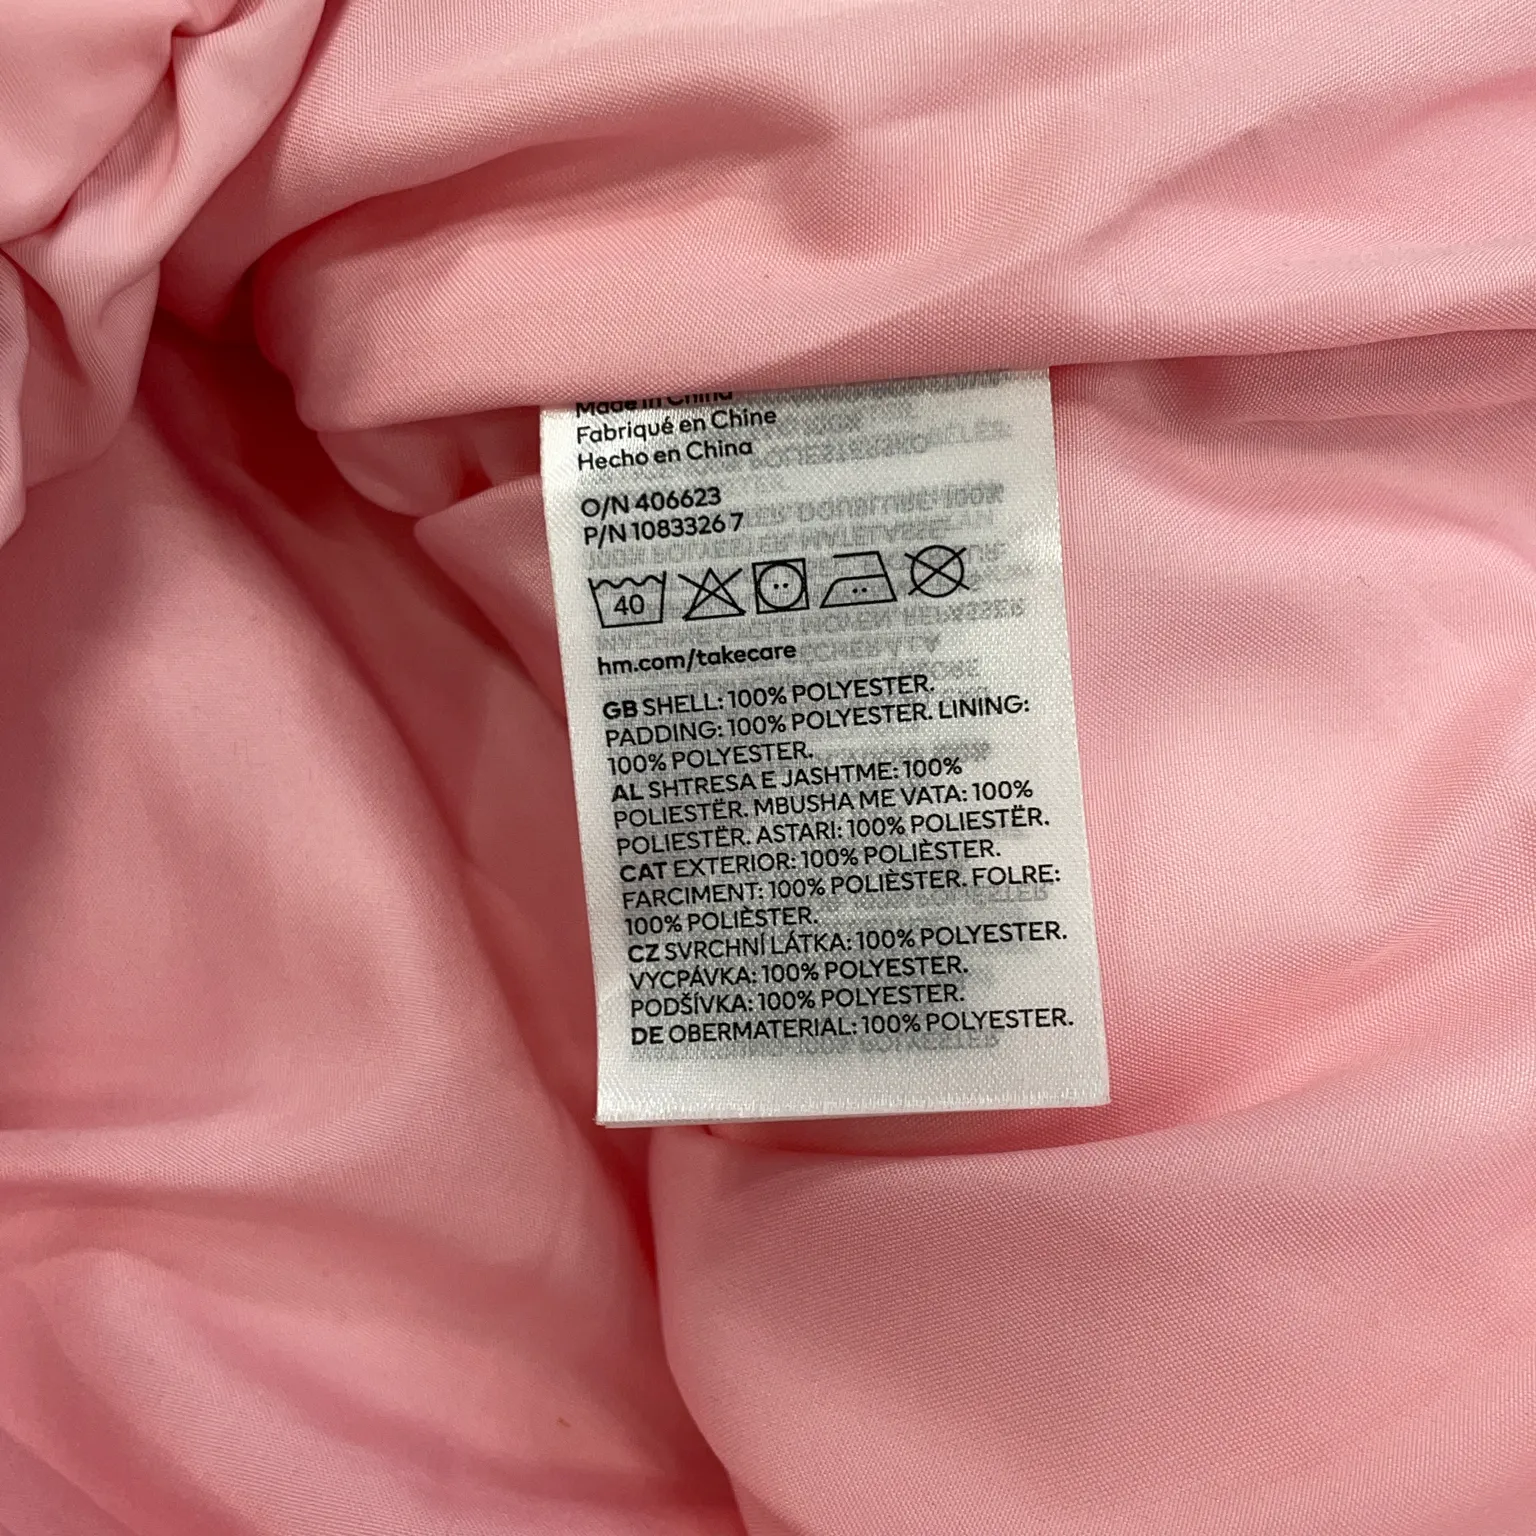 Made in China
Fabriqué en Chine
Hecho en China
O/N 406623
P/N 1083326 7
40
hm.com/takecare
GB SHELL: 100% POLYESTER.
PADDING: 100% POLYESTER. LINING:
100% POLYESTER.
AL SHTRESA E JASHTME: 100%
POLIESTËR. MBUSHA ME VATA: 100%
POLIESTËR. ASTARI: 100% POLIESTËR.
CAT EXTERIOR: 100% POLIÈSTER.
FARCIMENT: 100% POLIÈSTER. FOLRE:
100% POLIÈSTER.
CZ SVRCHNÍ LÁTKA: 100% POLYESTER.
VYCPÁVKA: 100% POLYESTER.
PODŠÍVKA: 100% POLYESTER.
DE OBERMATERIAL: 100% POLYESTER.